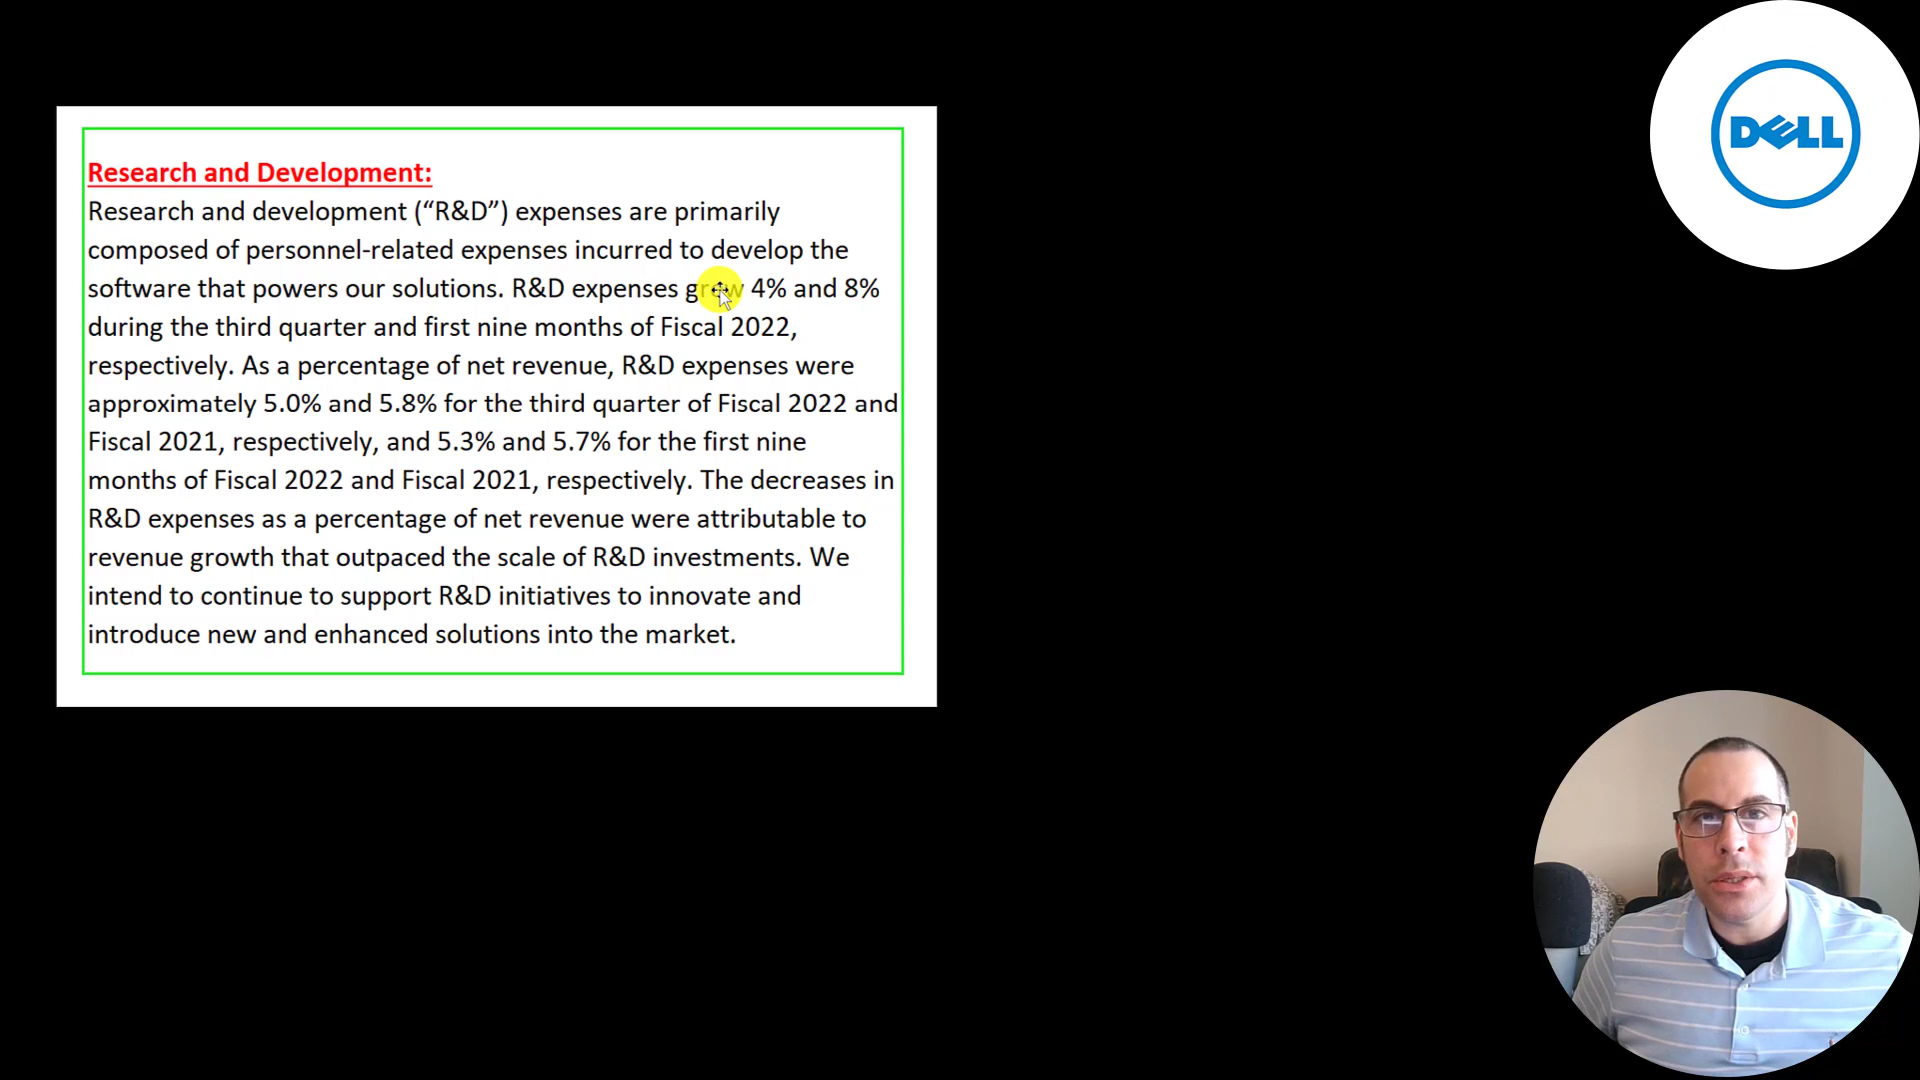 Research and Development:
Research and development (“R&D”) expenses are primarily
composed of personnel-related expenses incurred to develop the
software that powers our solutions. R&D expenses grew 4% and 8%
during the third quarter and first nine months of Fiscal 2022,
respectively. As a percentage of net revenue, R&D expenses were
approximately 5.0% and 5.8% for the third quarter of Fiscal 2022 and
Fiscal 2021, respectively, and 5.3% and 5.7% for the first nine
months of Fiscal 2022 and Fiscal 2021, respectively. The decreases in
R&D expenses as a percentage of net revenue were attributable to
revenue growth that outpaced the scale of R&D investments. We
intend to continue to support R&D initiatives to innovate and
introduce new and enhanced solutions into the market.
DELL